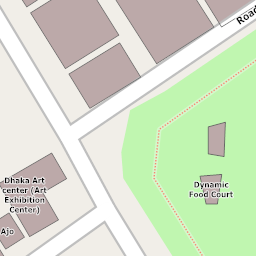 Road
Dhaka Art
center (Art
Exhibition
Center)
Ajo
Dynamic
Food Court